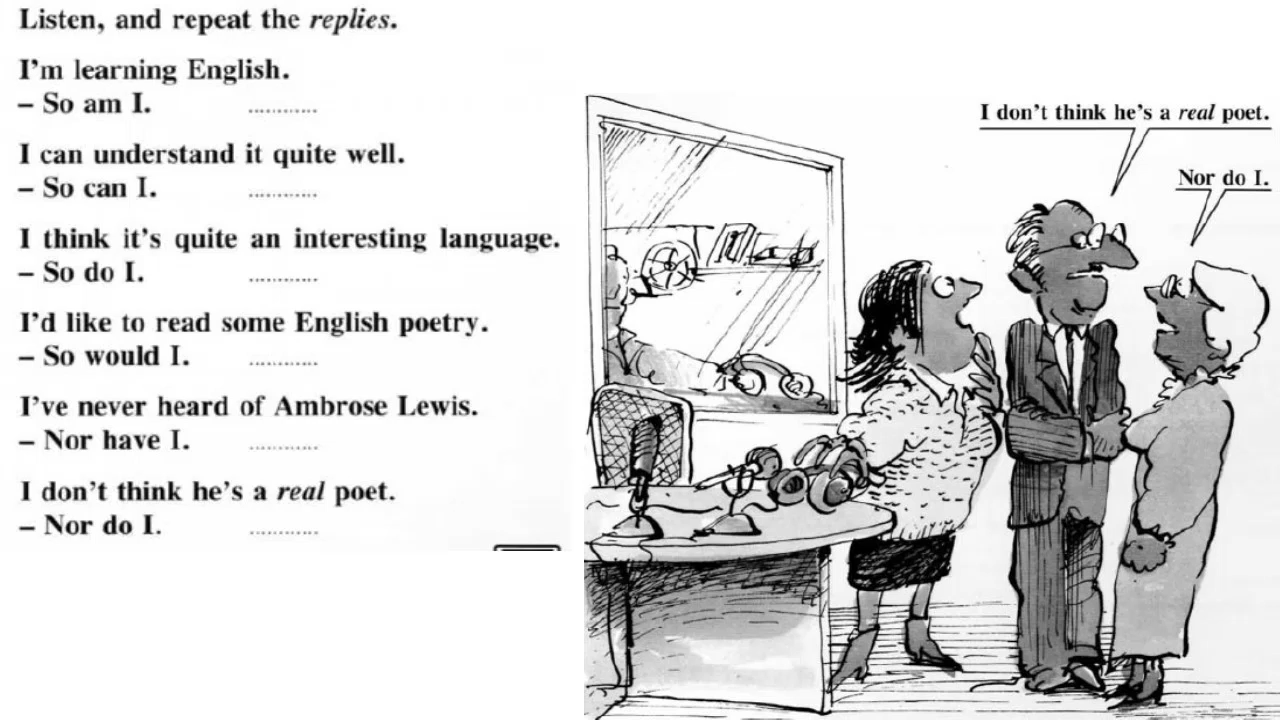 Listen, and repeat the replies.
I'm learning English.
– So am I. ............
I can understand it quite well.
– So can I. ............
I think it's quite an interesting language.
– So do I. ............
I'd like to read some English poetry.
– So would I. ............
I've never heard of Ambrose Lewis.
– Nor have I. ............
I don't think he's a real poet.
– Nor do I. ............
I don't think he's a real poet.
Nor do I.